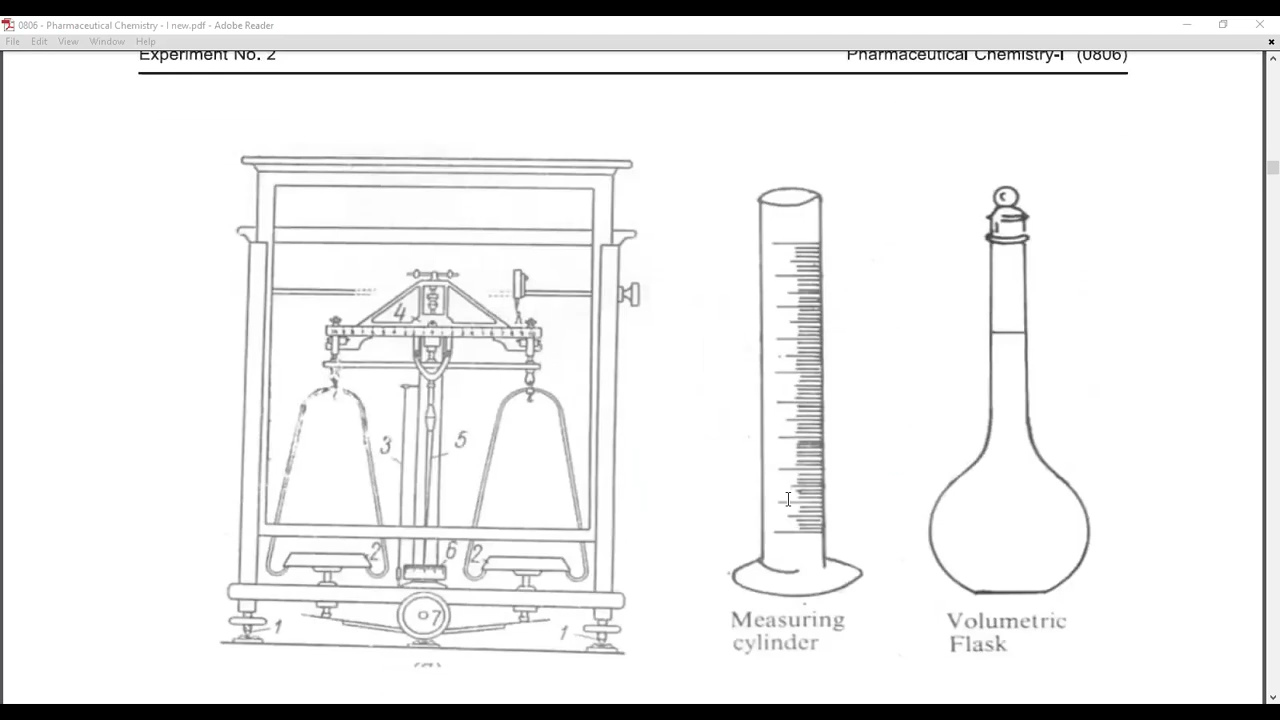 0806 - Pharmaceutical Chemistry - I new.pdf - Adobe Reader
File Edit View Window Help
Experiment No. 2 Pharmaceutical Chemistry-I (0806)
4
3
5
2
6
2
7
1
1
Measuring
cylinder
Volumetric
Flask